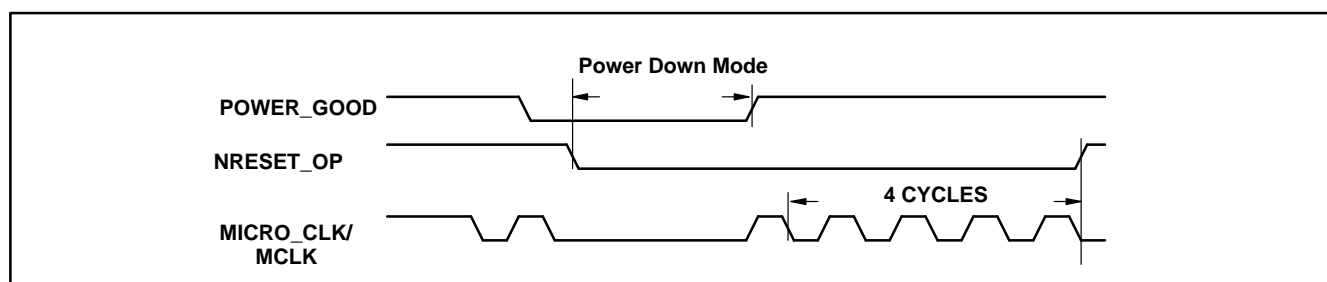 Power Down Mode
POWER_GOOD
NRESET_OP
4 CYCLES
MICRO_CLK/
MCLK